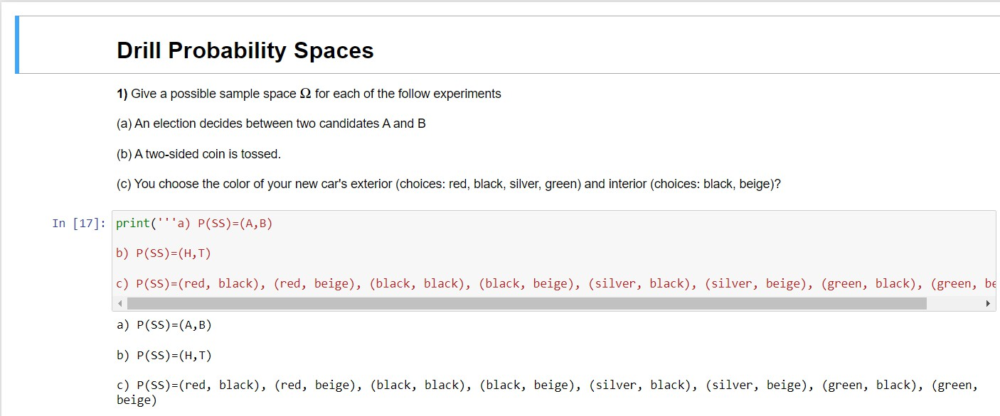 Drill Probability Spaces
1) Give a possible sample space Ω for each of the follow experiments
(a) An election decides between two candidates A and B
(b) A two-sided coin is tossed.
(c) You choose the color of your new car's exterior (choices: red, black, silver, green) and interior (choices: black, beige)?
In [17]: print('''a) P(SS)=(A,B)
b) P(SS)=(H,T)
c) P(SS)=(red, black), (red, beige), (black, black), (black, beige), (silver, black), (silver, beige), (green, black), (green, be
a) P(SS)=(A,B)
b) P(SS)=(H,T)
c) P(SS)=(red, black), (red, beige), (black, black), (black, beige), (silver, black), (silver, beige), (green, black), (green,
beige)